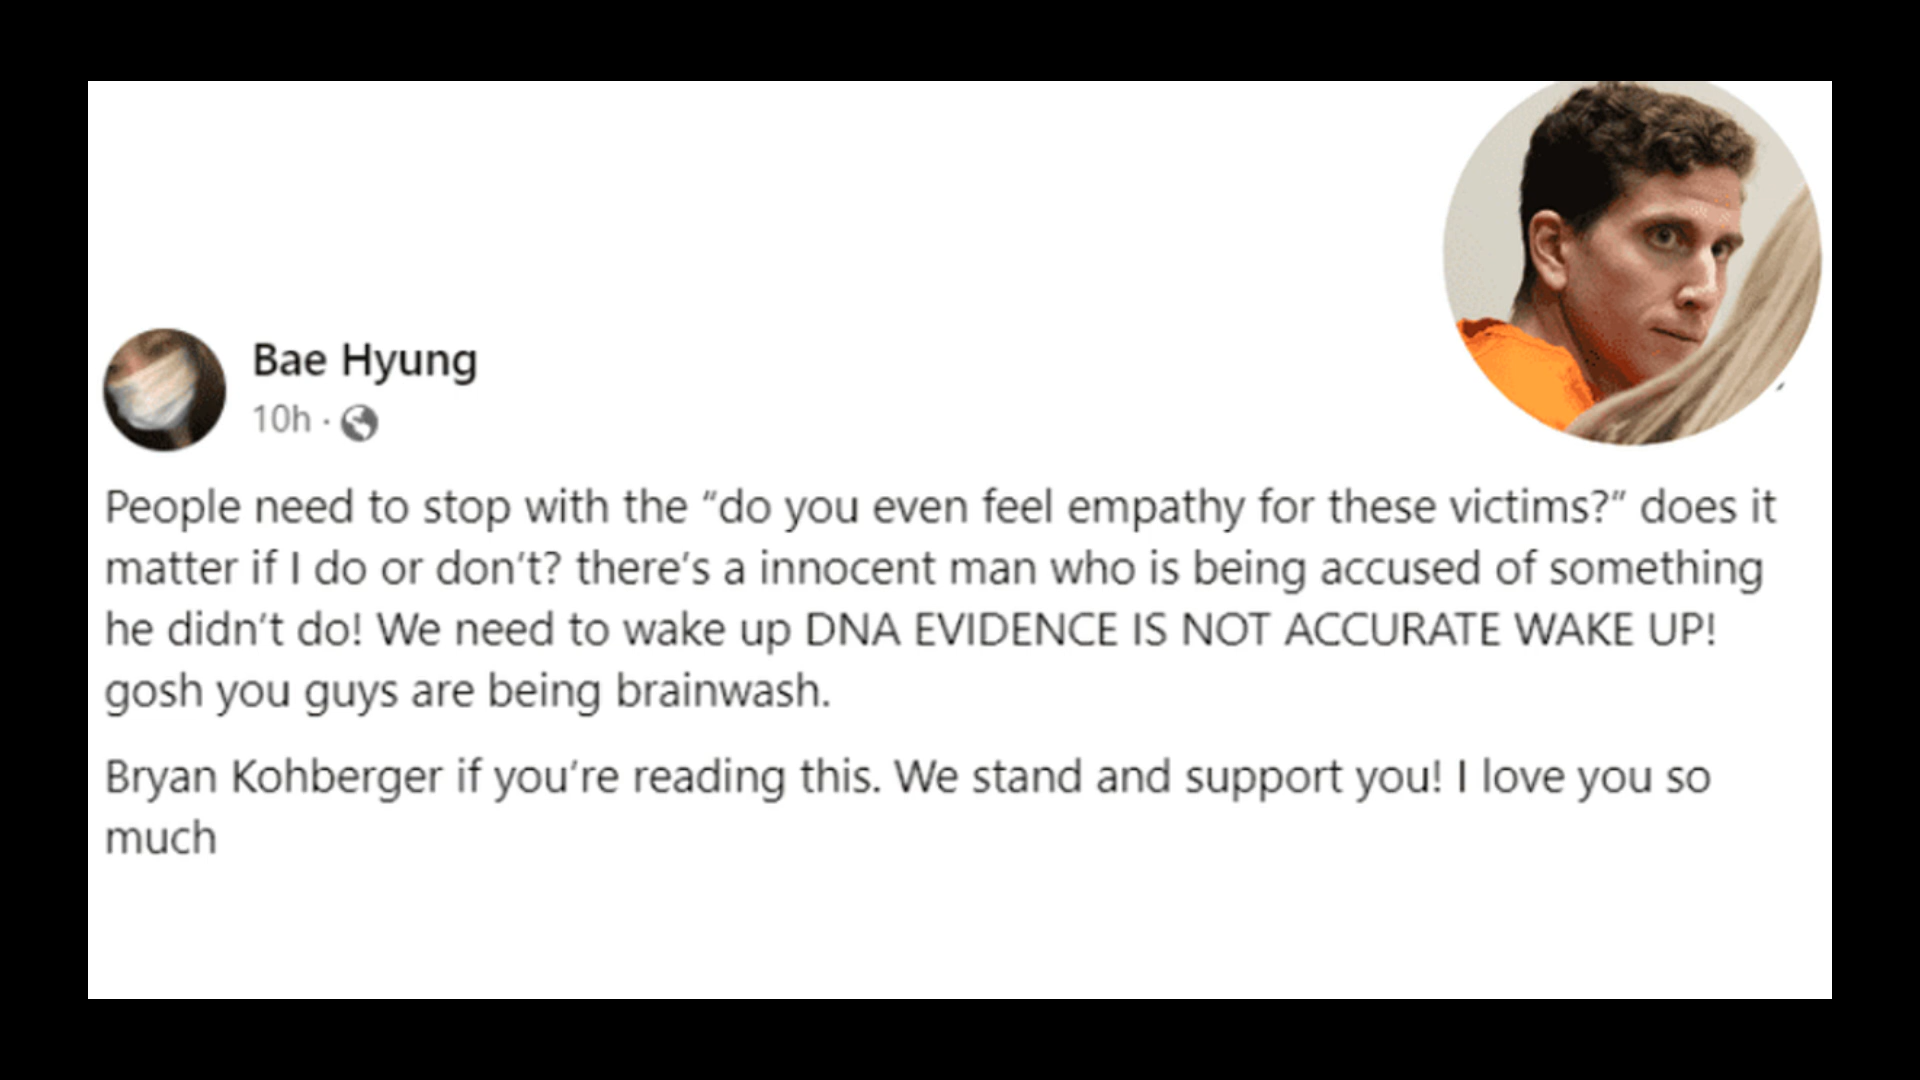 Bae Hyung
10h ·
People need to stop with the “do you even feel empathy for these victims?” does it
matter if I do or don’t? there’s a innocent man who is being accused of something
he didn’t do! We need to wake up DNA EVIDENCE IS NOT ACCURATE WAKE UP!
gosh you guys are being brainwash.
Bryan Kohberger if you’re reading this. We stand and support you! I love you so
much